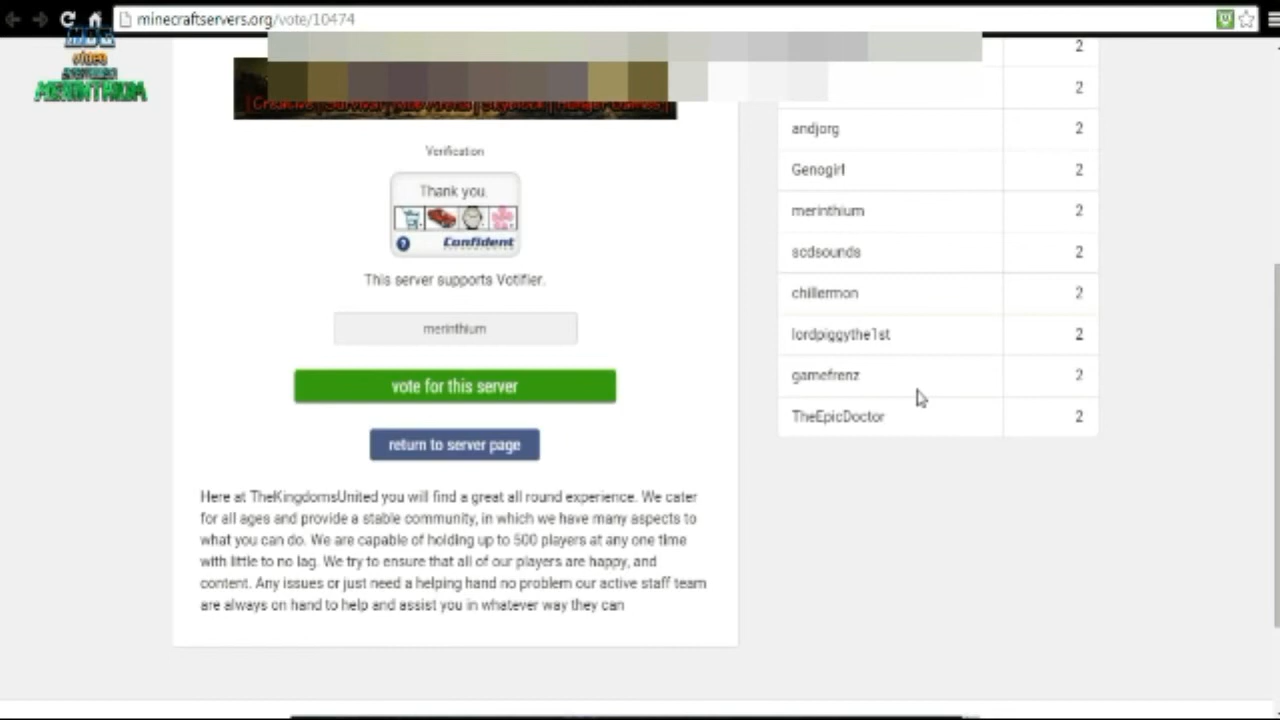 minecraftservers.org/vote/10474
video
MERINTHIUM
2
2
andjorg 2
Genogirl 2
merinthium 2
scdsounds 2
chillermon 2
lordpiggythe1st 2
gamefrenz 2
TheEpicDoctor 2
Verification
Thank you.
Confident
This server supports Votifier.
merinthium
vote for this server
return to server page
Here at TheKingdomsUnited you will find a great all round experience. We cater
for all ages and provide a stable community, in which we have many aspects to
what you can do. We are capable of holding up to 500 players at any one time
with little to no lag. We try to ensure that all of our players are happy, and
content. Any issues or just need a helping hand no problem our active staff team
are always on hand to help and assist you in whatever way they can